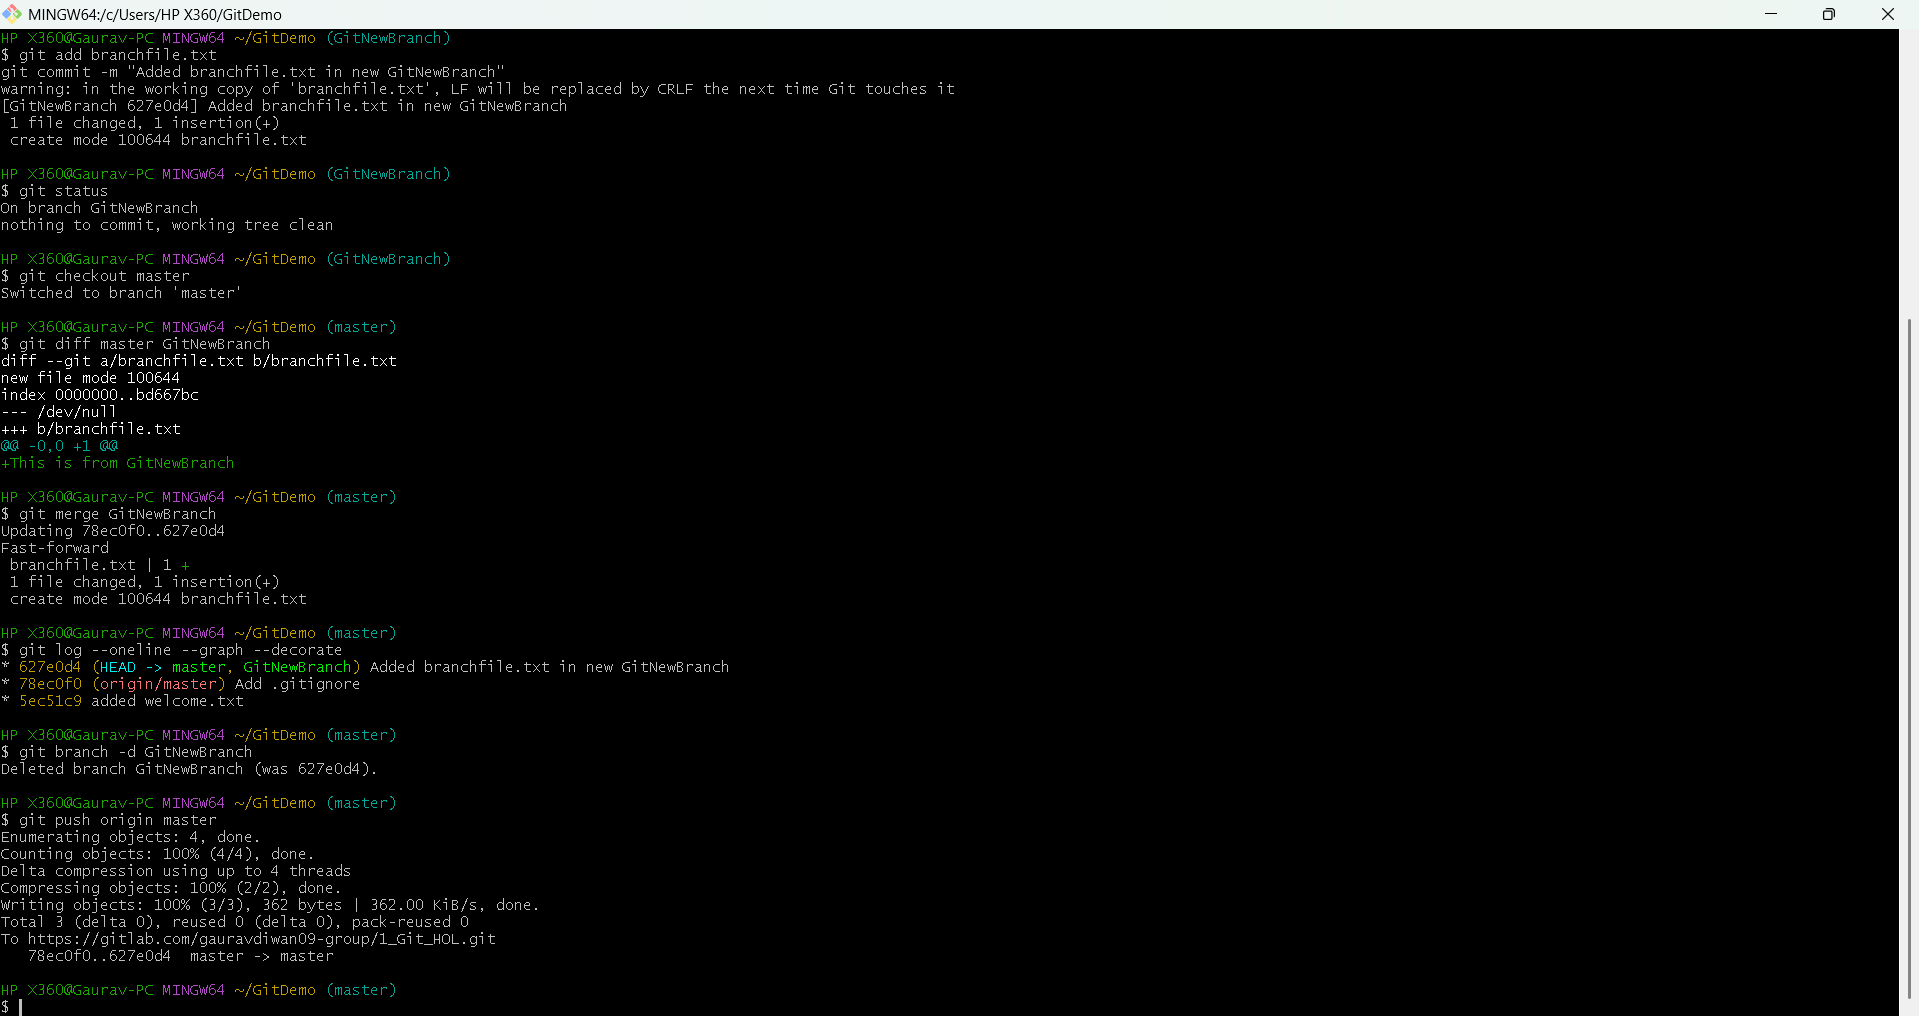 MINGW64:/c/Users/HP X360/GitDemo
HP X360@Gaurav-PC MINGW64 ~/GitDemo (GitNewBranch)
$ git add branchfile.txt
git commit -m "Added branchfile.txt in new GitNewBranch"
warning: in the working copy of 'branchfile.txt', LF will be replaced by CRLF the next time Git touches it
[GitNewBranch 627e0d4] Added branchfile.txt in new GitNewBranch
 1 file changed, 1 insertion(+)
 create mode 100644 branchfile.txt

HP X360@Gaurav-PC MINGW64 ~/GitDemo (GitNewBranch)
$ git status
On branch GitNewBranch
nothing to commit, working tree clean

HP X360@Gaurav-PC MINGW64 ~/GitDemo (GitNewBranch)
$ git checkout master
Switched to branch 'master'

HP X360@Gaurav-PC MINGW64 ~/GitDemo (master)
$ git diff master GitNewBranch
diff --git a/branchfile.txt b/branchfile.txt
new file mode 100644
index 0000000..bd667bc
--- /dev/null
+++ b/branchfile.txt
@@ -0,0 +1 @@
+This is from GitNewBranch

HP X360@Gaurav-PC MINGW64 ~/GitDemo (master)
$ git merge GitNewBranch
Updating 78ec0f0..627e0d4
Fast-forward
 branchfile.txt | 1 +
 1 file changed, 1 insertion(+)
 create mode 100644 branchfile.txt

HP X360@Gaurav-PC MINGW64 ~/GitDemo (master)
$ git log --oneline --graph --decorate
* 627e0d4 (HEAD -> master, GitNewBranch) Added branchfile.txt in new GitNewBranch
* 78ec0f0 (origin/master) Add .gitignore
* 5ec51c9 added welcome.txt

HP X360@Gaurav-PC MINGW64 ~/GitDemo (master)
$ git branch -d GitNewBranch
Deleted branch GitNewBranch (was 627e0d4).

HP X360@Gaurav-PC MINGW64 ~/GitDemo (master)
$ git push origin master
Enumerating objects: 4, done.
Counting objects: 100% (4/4), done.
Delta compression using up to 4 threads
Compressing objects: 100% (2/2), done.
Writing objects: 100% (3/3), 362 bytes | 362.00 KiB/s, done.
Total 3 (delta 0), reused 0 (delta 0), pack-reused 0
To https://gitlab.com/gauravdiwan09-group/1_Git_HOL.git
   78ec0f0..627e0d4  master -> master

HP X360@Gaurav-PC MINGW64 ~/GitDemo (master)
$